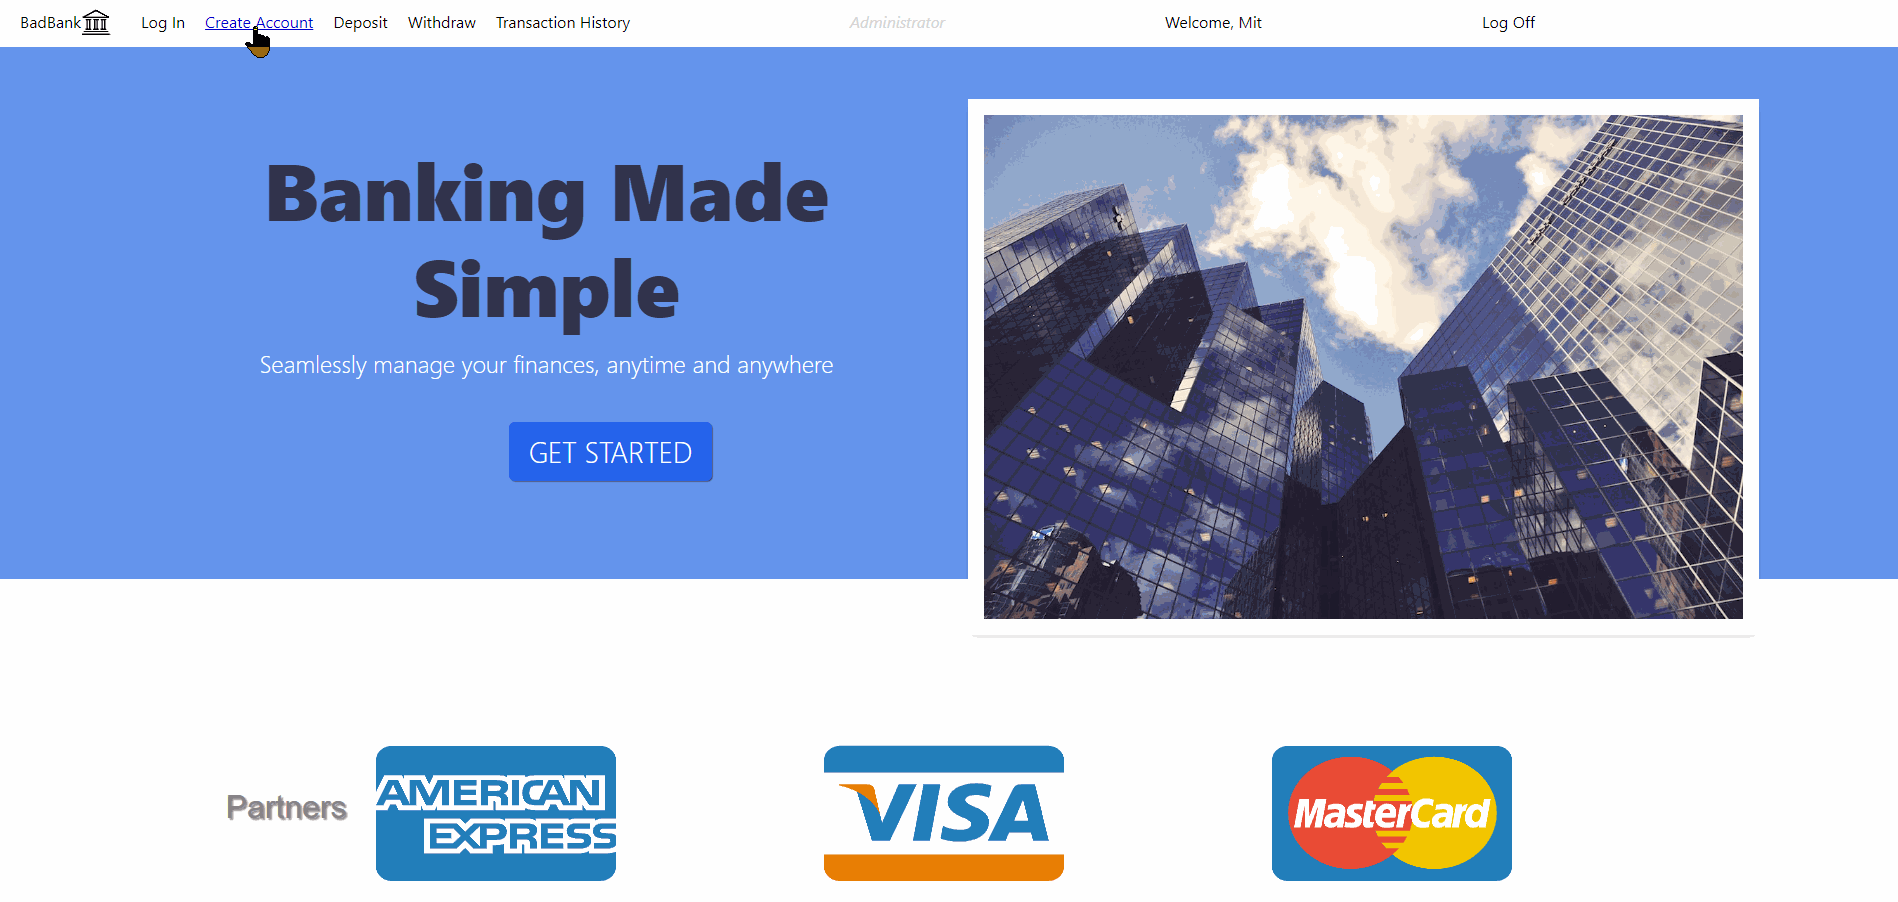 BadBank Log In Create Account Deposit Withdraw Transaction History Administrator Welcome, Mit Log Off
Banking Made
Simple
Seamlessly manage your finances, anytime and anywhere
GET STARTED
Partners
AMERICAN
EXPRESS
VISA
MasterCard